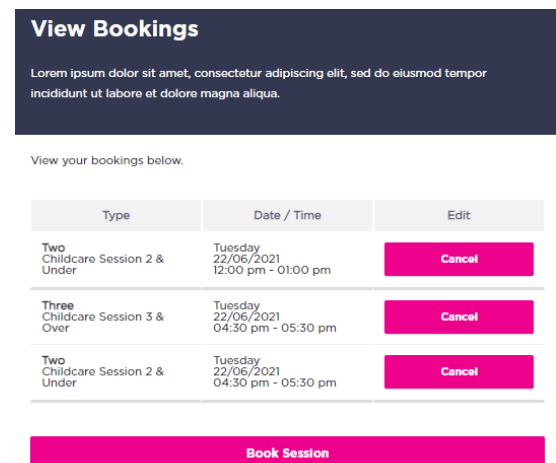 View Bookings
Lorem ipsum dolor sit amet, consectetur adipiscing elit, sed do eiusmod tempor
incididunt ut labore et dolore magna aliqua.
View your bookings below.
Type Date / Time Edit
Two
Childcare Session 2 &
Under
Tuesday
22/06/2021
12:00 pm - 01:00 pm
Cancel
Three
Childcare Session 3 &
Over
Tuesday
22/06/2021
04:30 pm - 05:30 pm
Cancel
Two
Childcare Session 2 &
Under
Tuesday
22/06/2021
04:30 pm - 05:30 pm
Cancel
Book Session